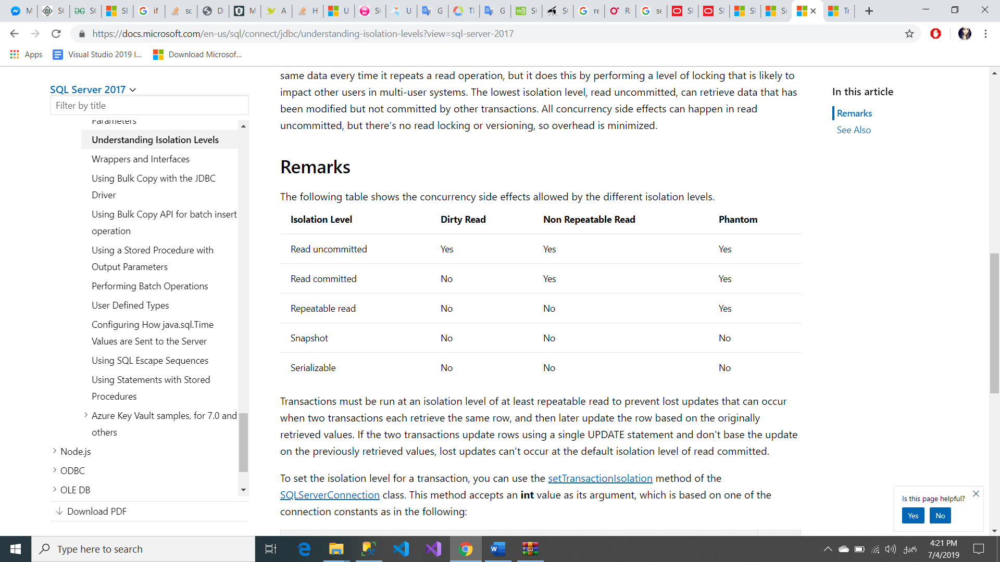 M SC SC SE if sc D M A H U SC U G Tl G SC SC re R se Sl Sl Sl Sı Tr
https://docs.microsoft.com/en-us/sql/connect/jdbc/understanding-isolation-levels?view=sql-server-2017
Apps Visual Studio 2019 I... Download Microsof...
SQL Server 2017
Filter by title
Parameters
Understanding Isolation Levels
Wrappers and Interfaces
Using Bulk Copy with the JDBC
Driver
Using Bulk Copy API for batch insert
operation
Using a Stored Procedure with
Output Parameters
Performing Batch Operations
User Defined Types
Configuring How java.sql.Time
Values are Sent to the Server
Using SQL Escape Sequences
Using Statements with Stored
Procedures
Azure Key Vault samples, for 7.0 and
others
Node.js
ODBC
OLE DB
Download PDF
same data every time it repeats a read operation, but it does this by performing a level of locking that is likely to
impact other users in multi-user systems. The lowest isolation level, read uncommitted, can retrieve data that has
been modified but not committed by other transactions. All concurrency side effects can happen in read
uncommitted, but there's no read locking or versioning, so overhead is minimized.
Remarks
The following table shows the concurrency side effects allowed by the different isolation levels.
Isolation Level Dirty Read Non Repeatable Read Phantom
Read uncommitted Yes Yes Yes
Read committed No Yes Yes
Repeatable read No No Yes
Snapshot No No No
Serializable No No No
Transactions must be run at an isolation level of at least repeatable read to prevent lost updates that can occur
when two transactions each retrieve the same row, and then later update the row based on the originally
retrieved values. If the two transactions update rows using a single UPDATE statement and don't base the update
on the previously retrieved values, lost updates can't occur at the default isolation level of read committed.
To set the isolation level for a transaction, you can use the setTransactionIsolation method of the
SQLServerConnection class. This method accepts an int value as its argument, which is based on one of the
connection constants as in the following:
In this article
Remarks
See Also
Is this page helpful?
Yes No
Type here to search
ქარ
4:21 PM
7/4/2019